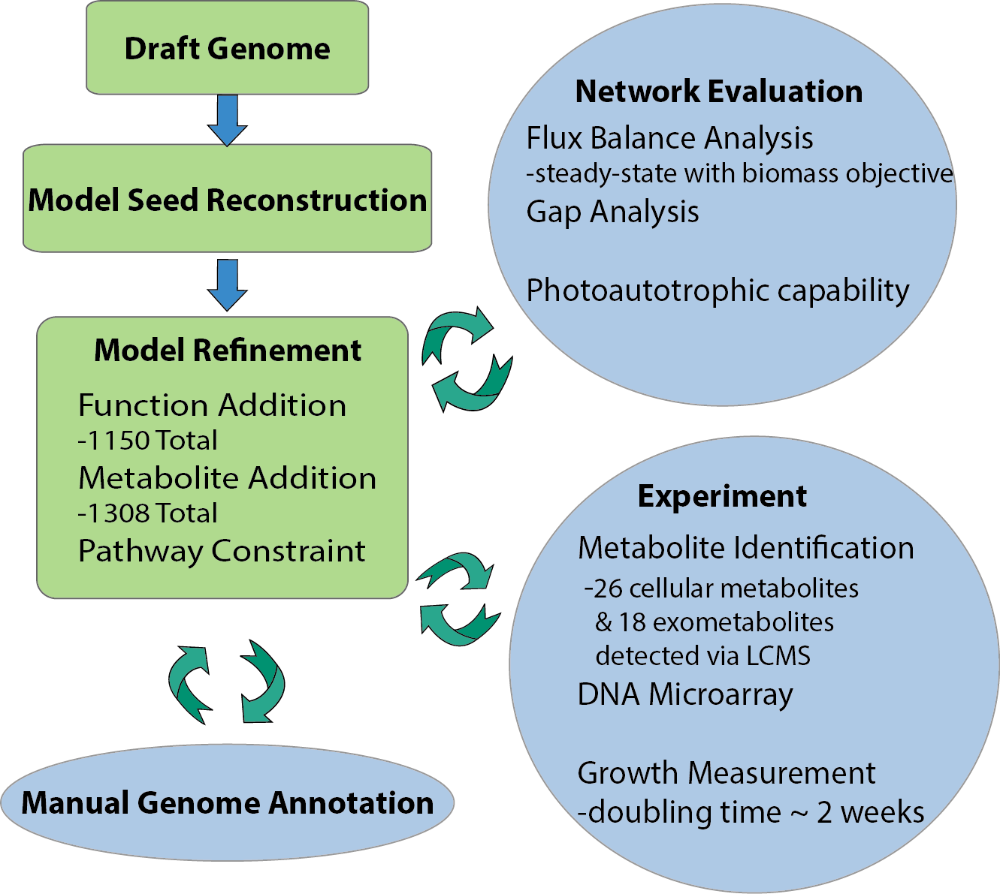 Draft Genome
Model Seed Reconstruction
Model Refinement
Function Addition
-1150 Total
Metabolite Addition
-1308 Total
Pathway Constraint
Manual Genome Annotation
Network Evaluation
Flux Balance Analysis
-steady-state with biomass objective
Gap Analysis
Photoautotrophic capability
Experiment
Metabolite Identification
-26 cellular metabolites
& 18 exometabolites
detected via LCMS
DNA Microarray
Growth Measurement
-doubling time ~ 2 weeks